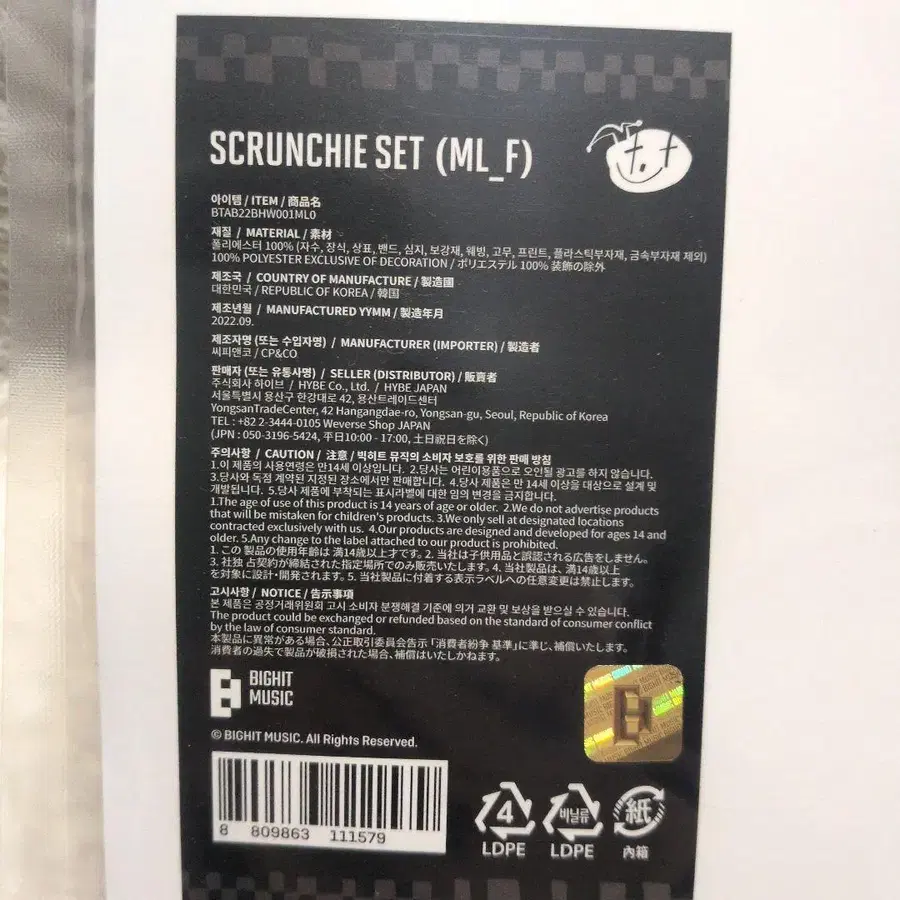 SCRUNCHIE SET (ML_F)
아이템 / ITEM / 商品名
BTAB22BHW001ML0
재질 / MATERIAL / 素材
폴리에스터 100% (자수, 장식, 상표, 밴드, 심지, 보강재, 웨빙, 고무, 프린트, 플라스틱부자재, 금속부자재 제외)
100% POLYESTER EXCLUSIVE OF DECORATION / ポリエステル 100% 装飾の除外
제조국 / COUNTRY OF MANUFACTURE / 製造國
대한민국 / REPUBLIC OF KOREA / 韓国
제조년월 / MANUFACTURED YYMM / 製造年月
2022.09.
제조자명 (또는 수입자명) / MANUFACTURER (IMPORTER) / 製造者
씨피앤코 / CP&CO
판매자 (또는 유통사명) / SELLER (DISTRIBUTOR) / 販賣者
주식회사 하이브 / HYBE Co., Ltd. / HYBE JAPAN
서울특별시 용산구 한강대로 42, 용산트레이드센터
YongsanTradeCenter, 42 Hangangdae-ro, Yongsan-gu, Seoul, Republic of Korea
TEL : +82 2-3444-0105 Weverse Shop JAPAN
(JPN : 050-3196-5424, 平日10:00 - 17:00, 土日祝日を除く)
주의사항 / CAUTION / 注意 / 빅히트 뮤직의 소비자 보호를 위한 판매 방침
1.이 제품의 사용연령은 만14세 이상입니다. 2.당사는 어린이용품으로 오인될 광고를 하지 않습니다.
3.당사와 독점 계약된 지정된 장소에서만 판매합니다. 4.당사 제품은 만 14세 이상을 대상으로 설계 및
개발됩니다. 5.당사 제품에 부착되는 표시라벨에 대한 임의 변경을 금지합니다.
1.The age of use of this product is 14 years of age or older. 2.We do not advertise products
that will be mistaken for children's products. 3.We only sell at designated locations
contracted exclusively with us. 4.Our products are designed and developed for ages 14 and
older. 5.Any change to the label attached to our product is prohibited.
1. この 製品の使用年齢は 満14歳以上才です。2. 当社は子供用品と誤認される広告をしません。
3. 社独 占契約が締結された指定場所でのみ販売いたします。4. 当社製品は、満14歳以上
を対象に設計・開発されます。5. 当社製品に付着する表示ラベルへの任意変更は禁止します。
고시사항 / NOTICE / 告示事項
본 제품은 공정거래위원회 고시 소비자 분쟁해결 기준에 의거 교환 및 보상을 받으실 수 있습니다.
The product could be exchanged or refunded based on the standard of consumer conflict
by the law of consumer standard.
本製品に異常がある場合、公正取引委員会告示「消費者紛争 基準」に準じ、補償いたします。
消費者の過失で製品が破損された場合、補償はいたしかねます。
BIGHIT
MUSIC
© BIGHIT MUSIC. All Rights Reserved.
8 809863 111579
4
LDPE
비닐류
LDPE
紙
内箱